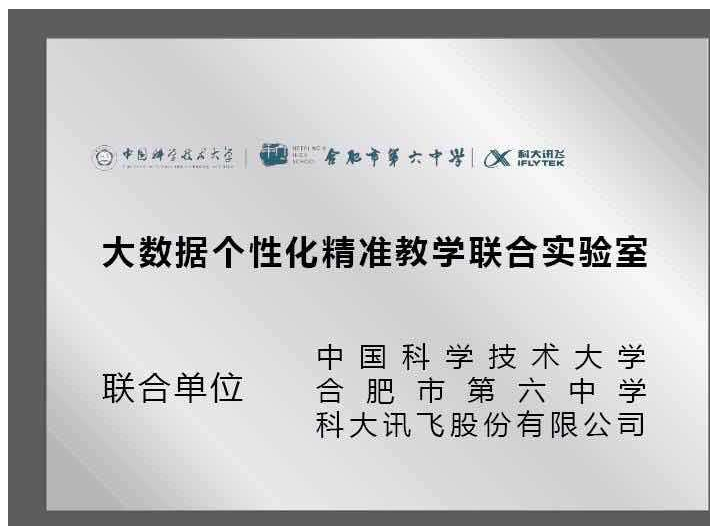 中国科学技术大学 合肥市第六中学 科大讯飞
IFLYTEK
大数据个性化精准教学联合实验室
联合单位
中国科学技术大学
合肥市第六中学
科大讯飞股份有限公司